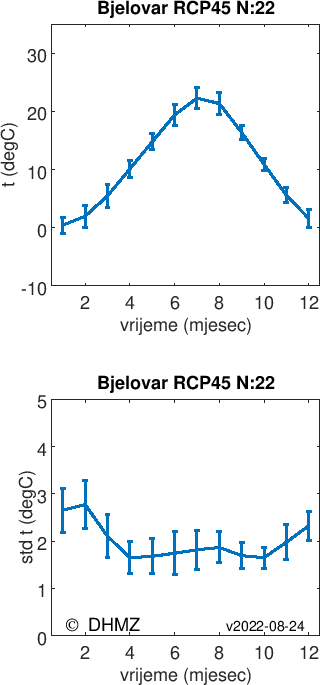 Bjelovar RCP45 N:22
30
20
10
0
-10
t (degC)
2 4 6 8 10 12
vrijeme (mjesec)
Bjelovar RCP45 N:22
5
4
3
2
1
0
std t (degC)
© DHMZ v2022-08-24
2 4 6 8 10 12
vrijeme (mjesec)